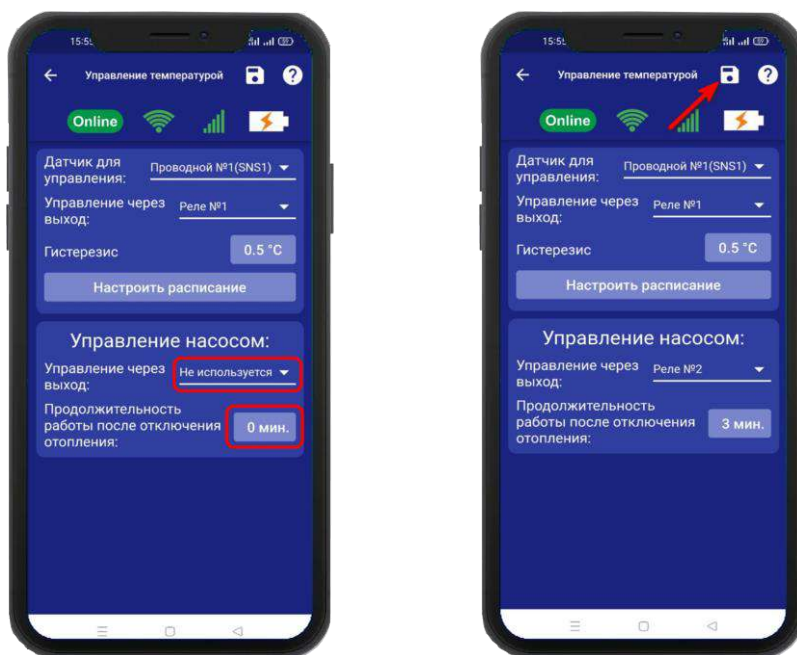 15:5
Управление температурой
Online
Датчик для
управления:
Проводной №1(SNS1)
Управление через
выход:
Реле №1
Гистерезис
0.5 °C
Настроить расписание
Управление насосом:
Управление через
выход:
Не используется
Продолжительность
работы после отключения
отопления:
0 мин.
15:5
Управление температурой
Online
Датчик для
управления:
Проводной №1(SNS1)
Управление через
выход:
Реле №1
Гистерезис
0.5 °C
Настроить расписание
Управление насосом:
Управление через
выход:
Реле №2
Продолжительность
работы после отключения
отопления:
3 мин.